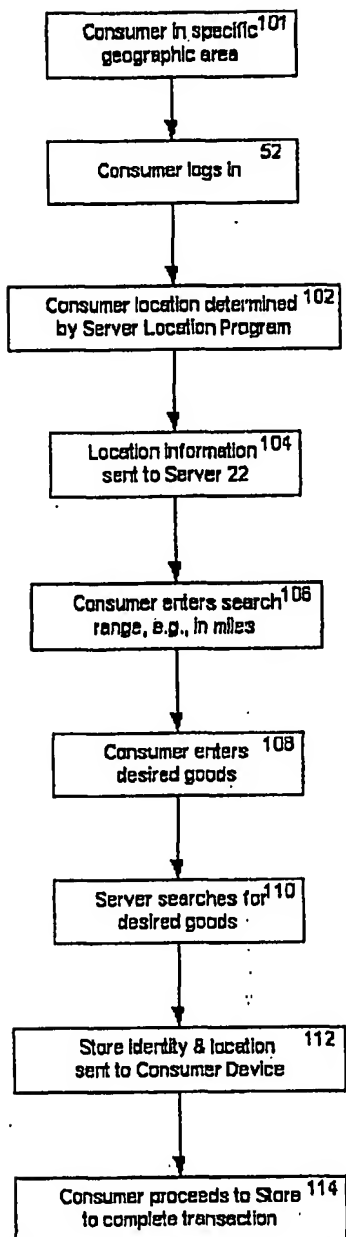 Consumer in specific 101
geographic area
52
Consumer logs in
Consumer location determined 102
by Server Location Program
Location information 104
sent to Server 22
Consumer enters search 106
range, e.g., in miles
Consumer enters 108
desired goods
Server searches for 110
desired goods
Store identity & location 112
sent to Consumer Device
Consumer proceeds to Store 114
to complete transaction